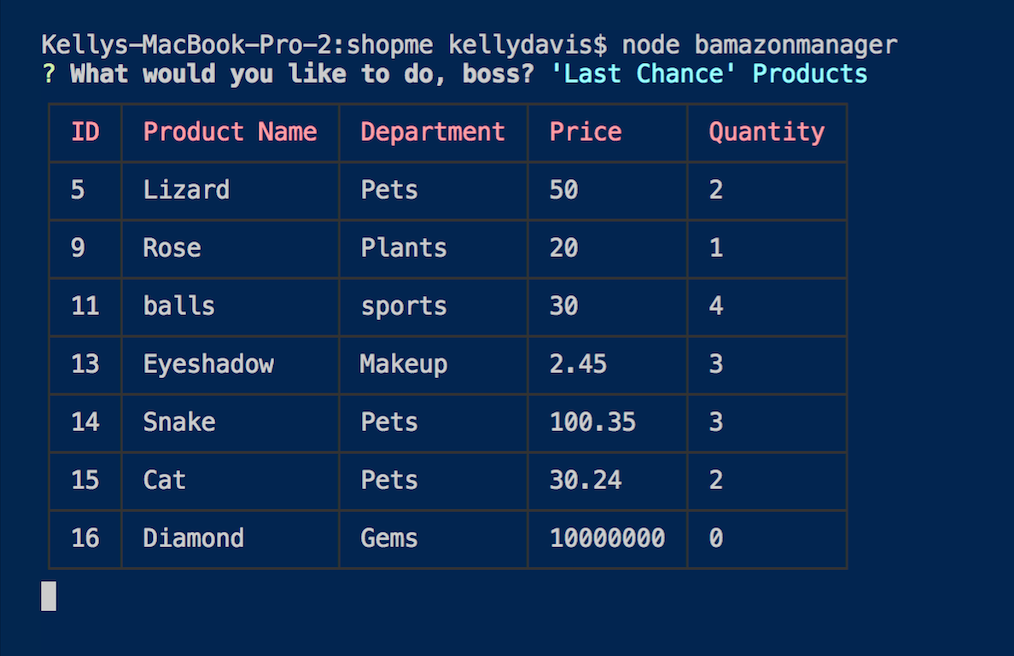 Kellys-MacBook-Pro-2:shopme kellydavis$ node bamazonmanager
? What would you like to do, boss? 'Last Chance' Products
ID Product Name Department Price Quantity
5 Lizard Pets 50 2
9 Rose Plants 20 1
11 balls sports 30 4
13 Eyeshadow Makeup 2.45 3
14 Snake Pets 100.35 3
15 Cat Pets 30.24 2
16 Diamond Gems 10000000 0